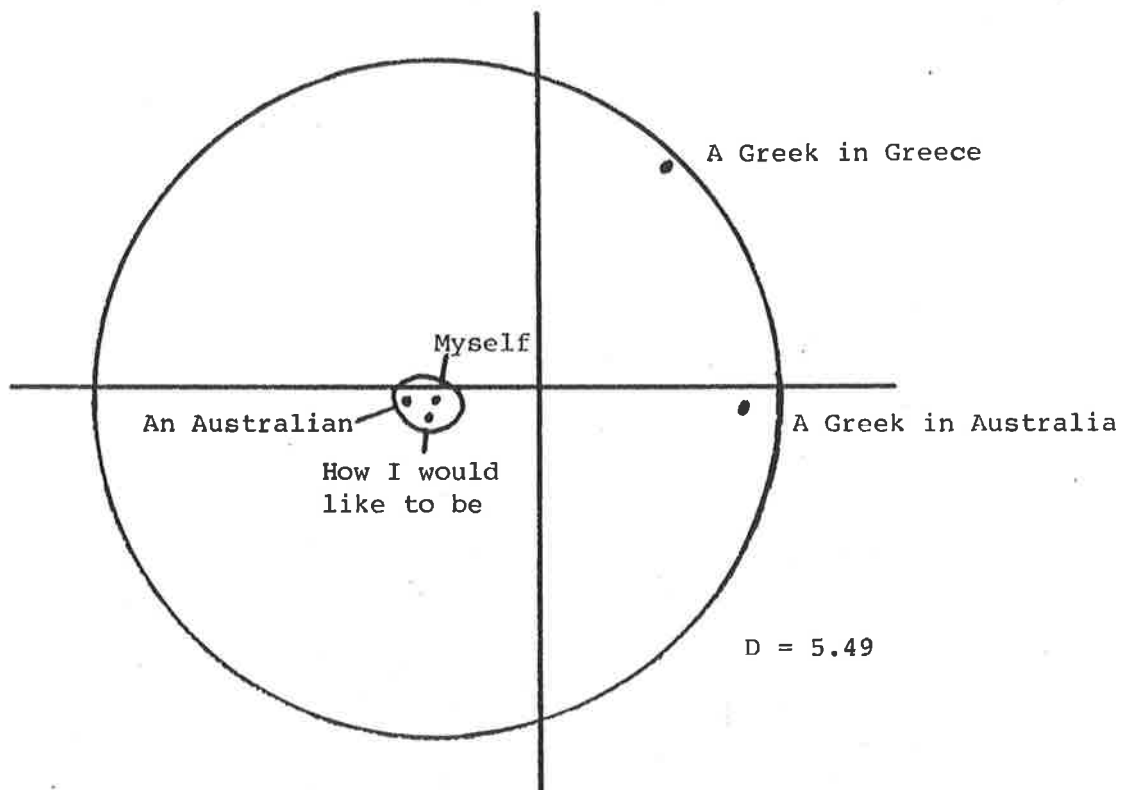 A Greek in Greece
Myself
An Australian
A Greek in Australia
How I would
like to be
D = 5.49